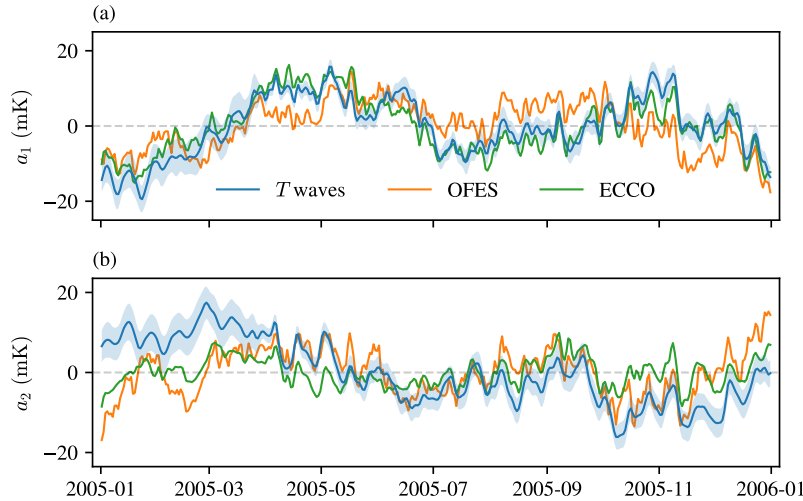 (a)
20
0
−20
a₁ (mK)
T waves
OFES
ECCO
(b)
20
0
−20
a₂ (mK)
2005-01
2005-03
2005-05
2005-07
2005-09
2005-11
2006-01